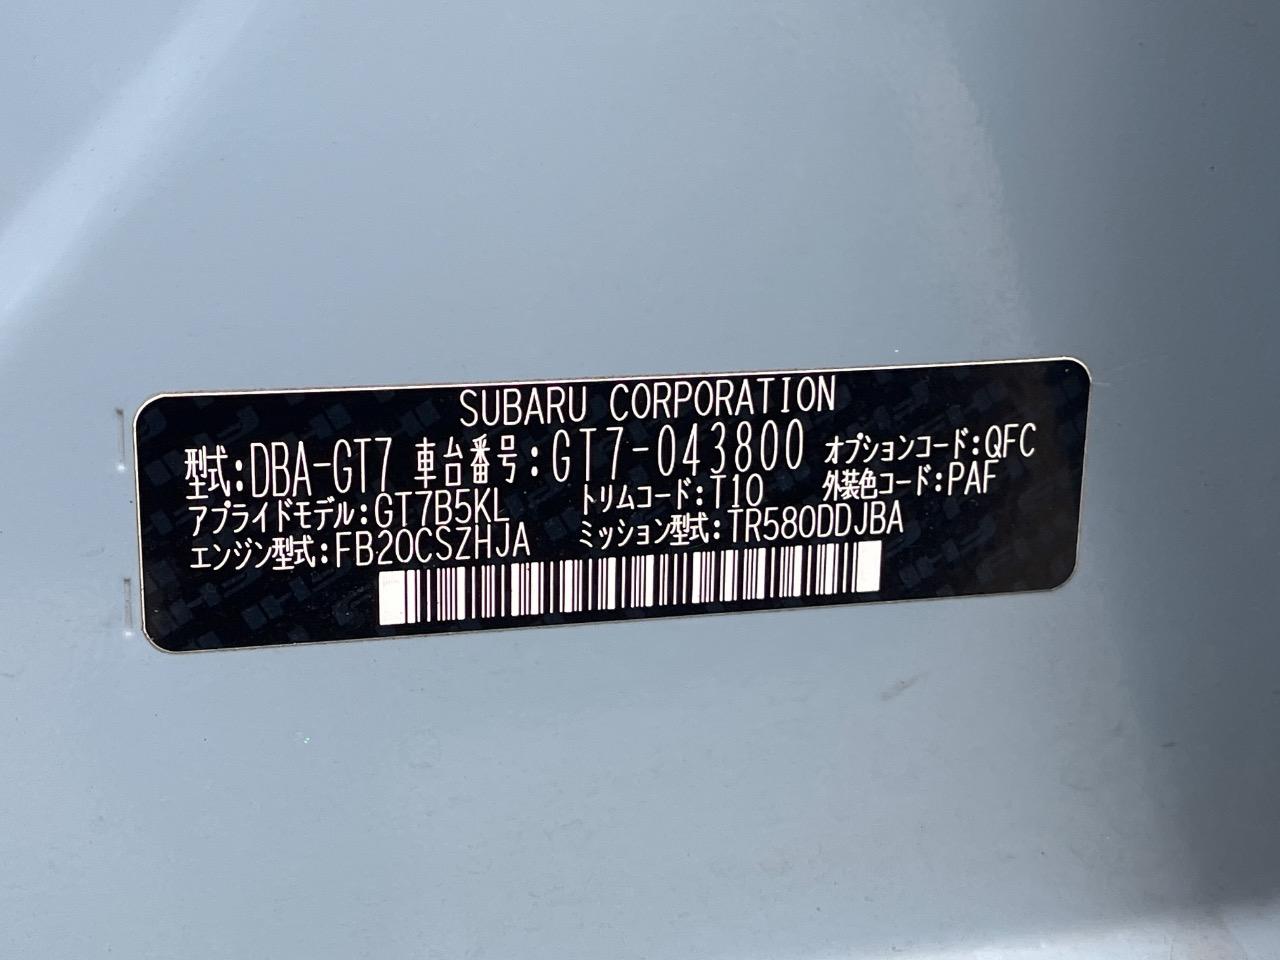 SUBARU CORPORATION
型式:DBA-GT7 車台番号:GT7-043800 オプションコード:QFC
アプライドモデル:GT7B5KL トリムコード:T10 外装色コード:PAF
エンジン型式:FB20CSZHJA ミッション型式:TR580DDJBA